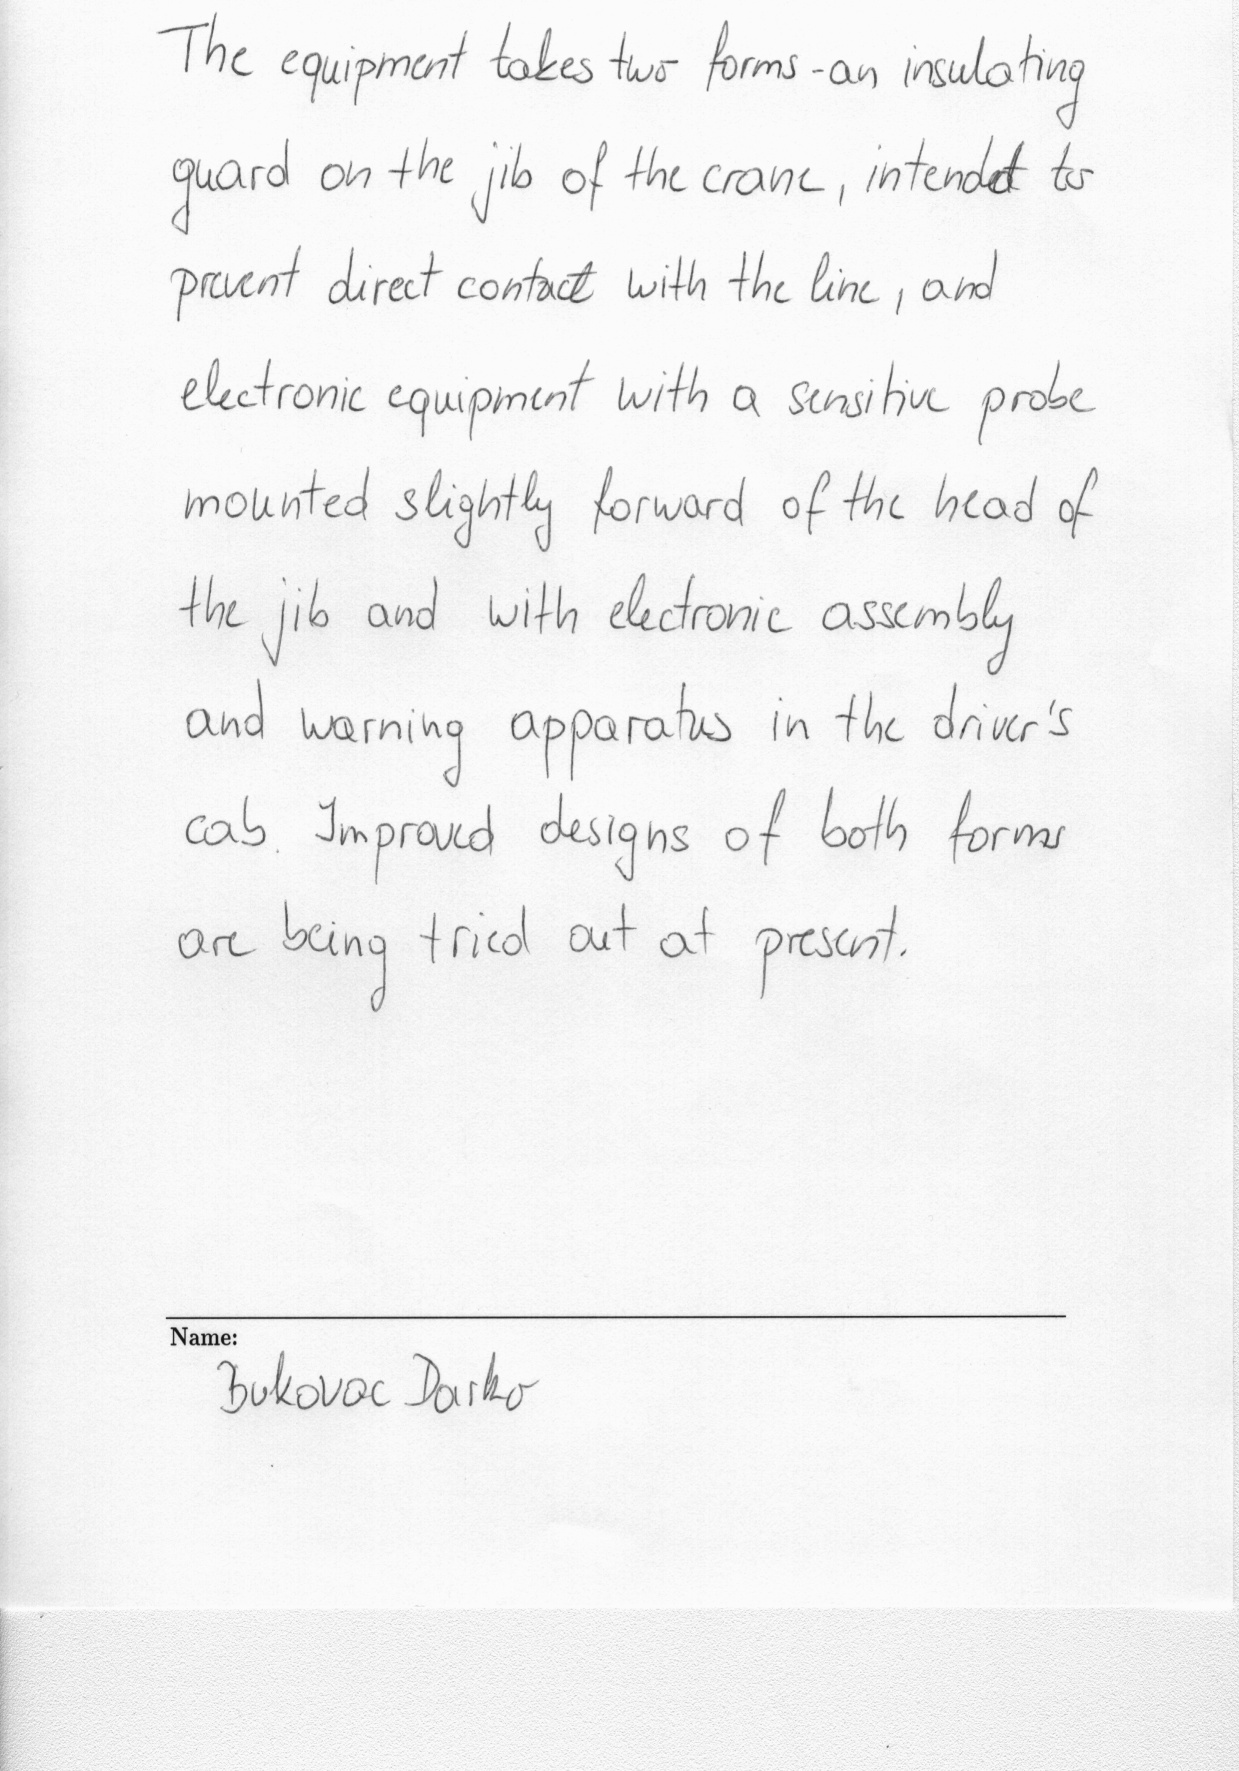 The equipment takes two forms - an insulating
guard on the jib of the crane, intended to
prevent direct contact with the line, and
electronic equipment with a sensitive probe
mounted slightly forward of the head of
the jib and with electronic assembly
and warning apparatus in the driver's
cab. Improved designs of both forms
are being tried out at present.
Name:
Bukovac Darko